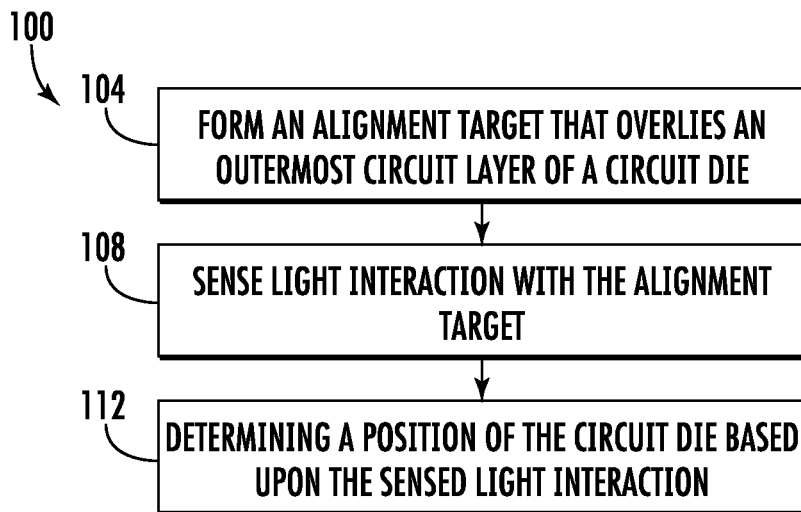 100
104
FORM AN ALIGNMENT TARGET THAT OVERLIES AN
OUTERMOST CIRCUIT LAYER OF A CIRCUIT DIE
108
SENSE LIGHT INTERACTION WITH THE ALIGNMENT
TARGET
112
DETERMINING A POSITION OF THE CIRCUIT DIE BASED
UPON THE SENSED LIGHT INTERACTION